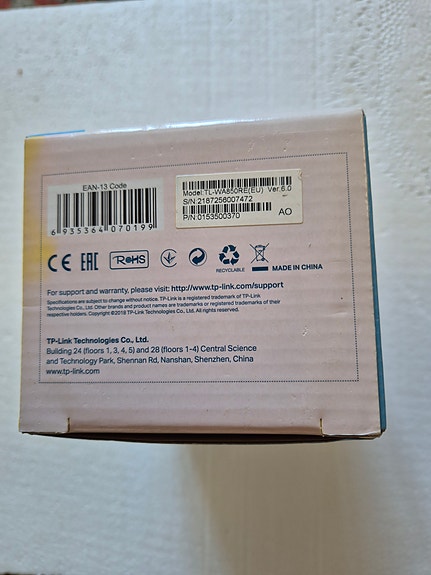 EAN-13 Code
6 935364 070199
Model:TL-WA850RE(EU) Ver:6.0
S/N:2187256007472
P/N:0153500370
AO
CE EAC RoHS
RECYCLABLE
MADE IN CHINA
For support and warranty, please visit: http://www.tp-link.com/support
Specifications are subject to change without notice. TP-Link is a registered trademark of TP-Link
Technologies Co., Ltd. Other brands and product names are trademarks or registered trademarks of their
respective holders. Copyright ©2018 TP-Link Technologies Co., Ltd. All rights reserved.
TP-Link Technologies Co., Ltd.
Building 24 (floors 1, 3, 4, 5) and 28 (floors 1-4) Central Science
and Technology Park, Shennan Rd, Nanshan, Shenzhen, China
www.tp-link.com